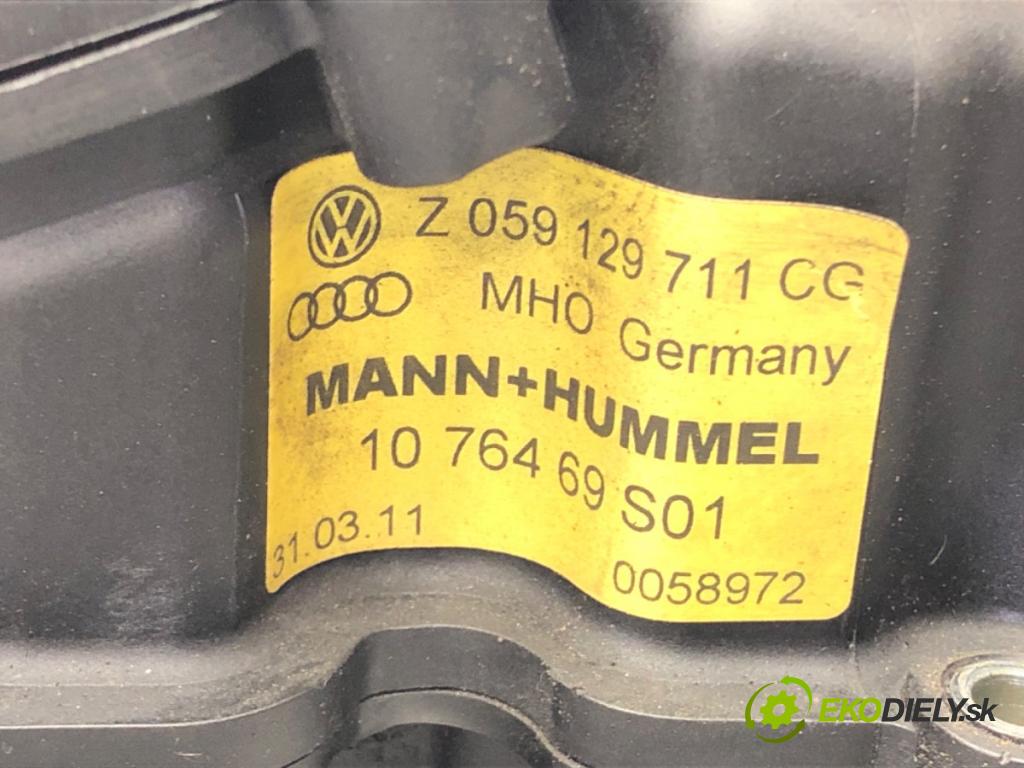 Z 059 129 711 CG
MHO Germany
MANN+HUMMEL
10 764 69 S01
31.03.11
0058972
EKODIELY.sk